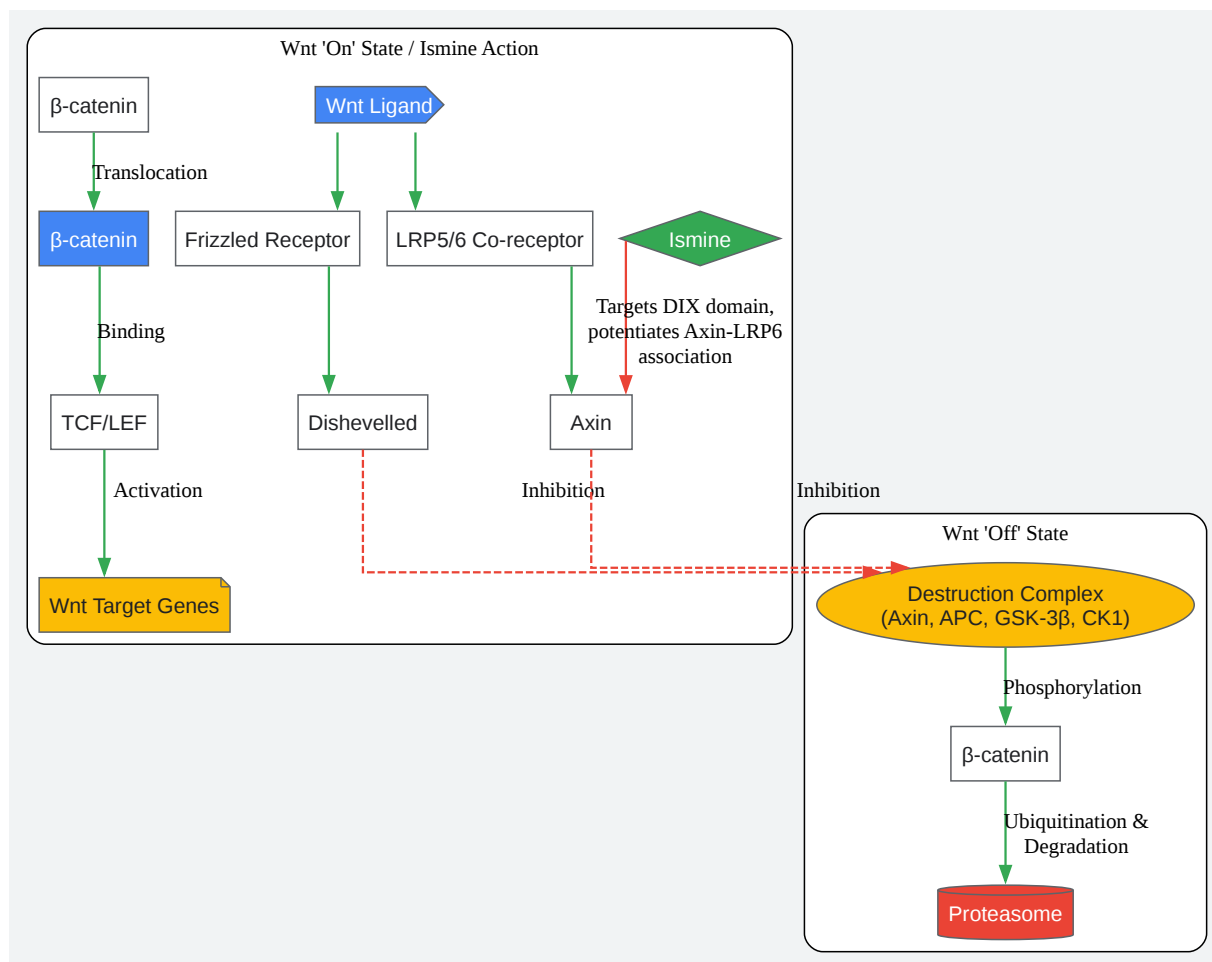 Wnt 'On' State / Ismine Action
β-catenin
Wnt Ligand
Translocation
β-catenin
Frizzled Receptor
LRP5/6 Co-receptor
Ismine
Binding
Targets DIX domain,
potentiates Axin-LRP6
association
TCF/LEF
Dishevelled
Axin
Activation
Inhibition
Inhibition
Wnt Target Genes
Wnt 'Off' State
Destruction Complex
(Axin, APC, GSK-3β, CK1)
Phosphorylation
β-catenin
Ubiquitination &
Degradation
Proteasome